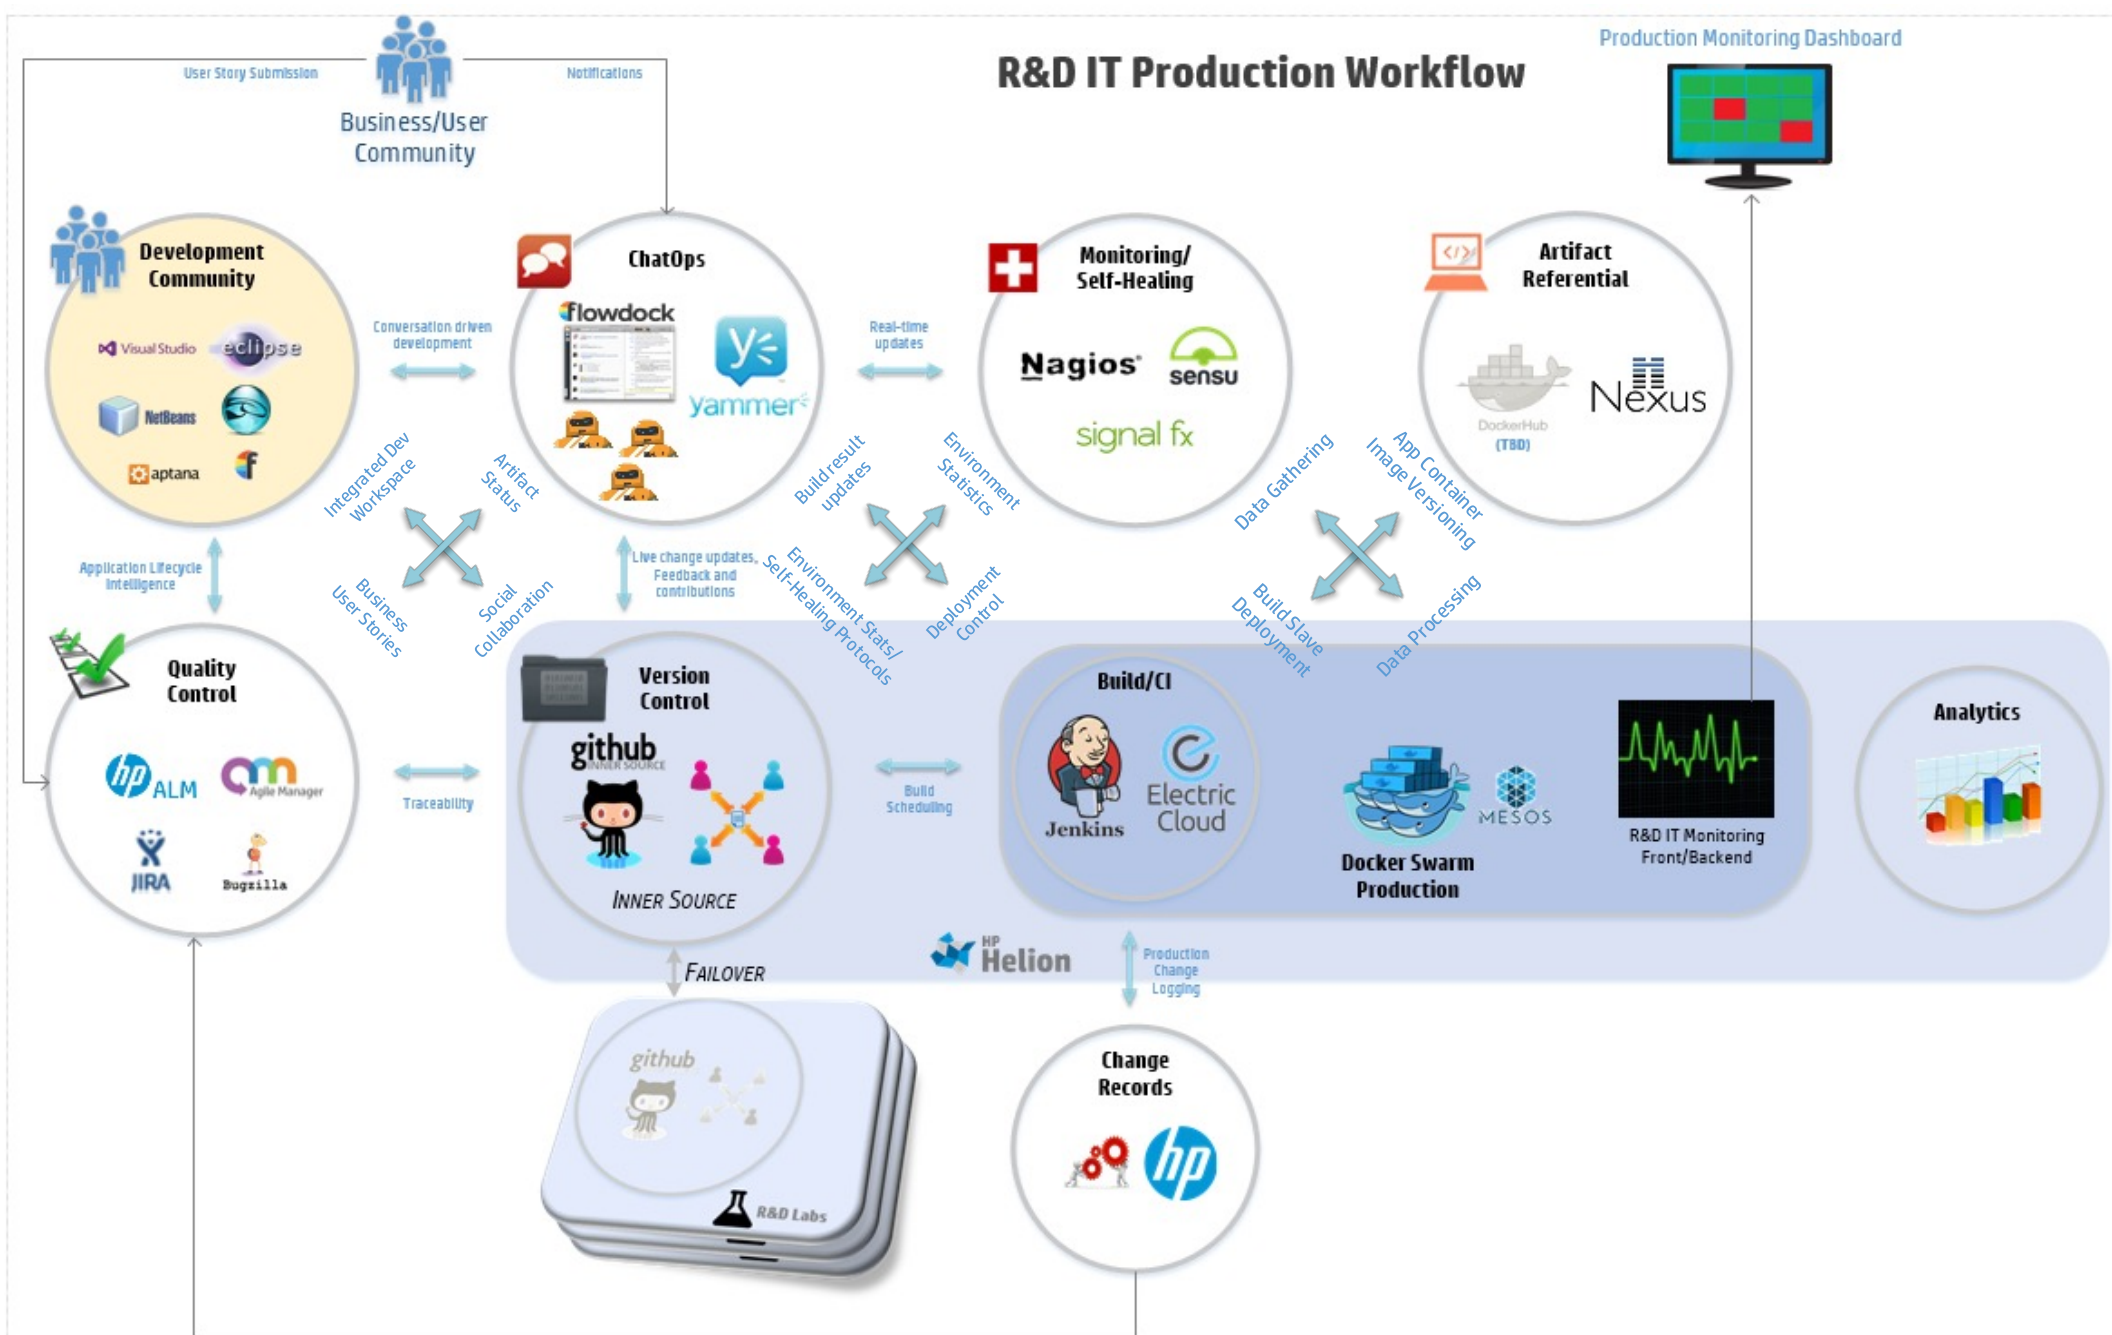 Production Monitoring Dashboard
R&D IT Production Workflow
User Story Submission
Notifications
Business/User
Community
Development
Community
Visual Studio
eclipse
NetBeans
aptana
f
Conversation driven
development
ChatOps
flowdock
yammer
Real-time
updates
Monitoring/
Self-Healing
Nagios
sensu
signal fx
Artifact
Referential
DockerHub
(TBD)
Nexus
Application Lifecycle
Intelligence
Integrated Dev
Workspace
Artifact
Status
Business
User Stories
Social
Collaboration
Live change updates,
Feedback and
contributions
Build result
updates
Environment
Statistics
Environment Stats/
Self-Healing Protocols
Deployment
Control
Data Gathering
App Container
Image Versioning
Build Slave
Deployment
Data Processing
Quality
Control
hp ALM
Agile Manager
JIRA
Bugzilla
Traceability
Version
Control
github
INNER SOURCE
INNER SOURCE
Build
Scheduling
Build/CI
Jenkins
Electric
Cloud
Docker Swarm
Production
MESOS
R&D IT Monitoring
Front/Backend
Analytics
FAILOVER
HP
Helion
Production
Change
Logging
github
R&D Labs
Change
Records
hp